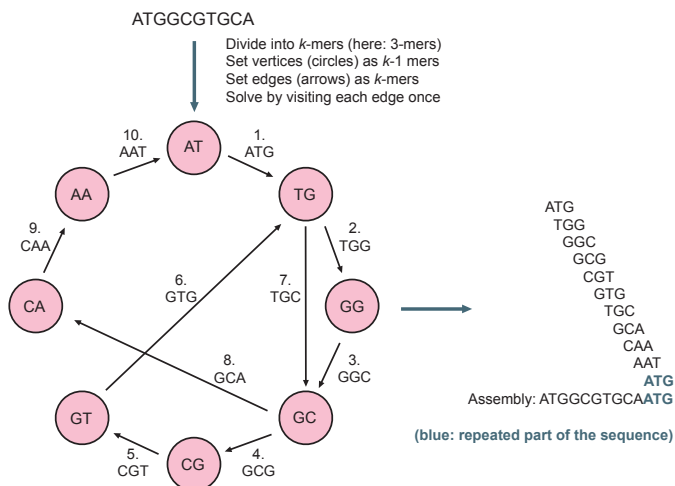 ATGGCGTGCA
Divide into k-mers (here: 3-mers)
Set vertices (circles) as k-1 mers
Set edges (arrows) as k-mers
Solve by visiting each edge once
10.
AAT
AT
1.
ATG
AA
TG
9.
CAA
2.
TGG
6.
GTG
7.
TGC
CA
GG
8.
GCA
3.
GGC
GT
GC
5.
CGT
CG
4.
GCG
ATG
TGG
GGC
GCG
CGT
GTG
TGC
GCA
CAA
AAT
ATG
Assembly: ATGGCGTGCAATG
(blue: repeated part of the sequence)